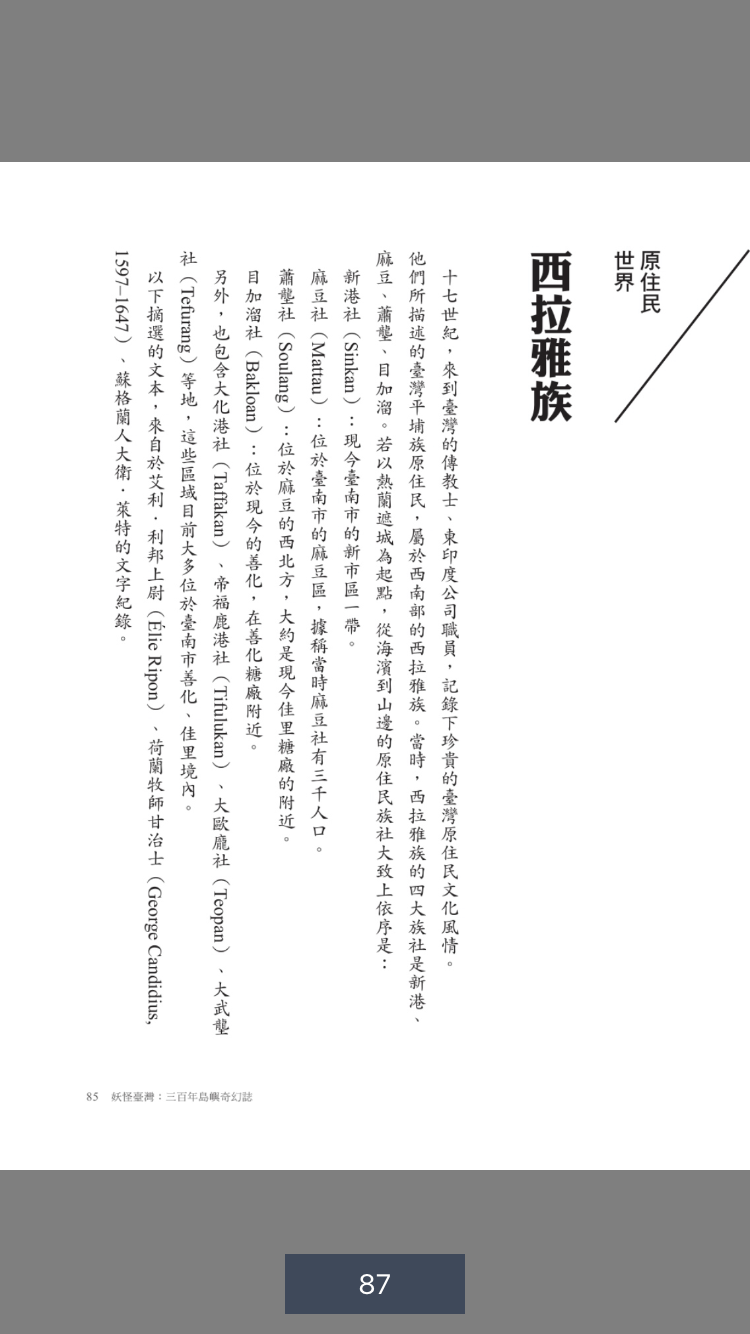 原住民
世界
西拉雅族
十七世紀，來到臺灣的傳教士、東印度公司職員，記錄下珍貴的臺灣原住民文化風情。
他們所描述的臺灣平埔族原住民，屬於西南部的西拉雅族。當時，西拉雅族的四大族社是新港、
麻豆、蕭壟、目加溜。若以熱蘭遮城為起點，從海濱到山邊的原住民族社大致上依序是：
新港社（Sinkan）：現今臺南市的新市區一帶。
麻豆社（Mattau）：位於臺南市的麻豆區，據稱當時麻豆社有三千人口。
蕭壟社（Soulang）：位於麻豆的西北方，大約是現今佳里糖廠的附近。
目加溜社（Bakloan）：位於現今的善化，在善化糖廠附近。
另外，也包含大化港社（Taffakan）、帝福鹿港社（Tifulukan）、大歐龐社（Teopan）、大武壟
社（Tefurang）等地，這些區域目前大多位於臺南市善化、佳里境內。
以下摘選的文本，來自於艾利．利邦上尉（Élie Ripon）、荷蘭牧師甘治士（George Candidius,
1597–1647）、蘇格蘭人大衛．萊特的文字紀錄。
85 妖怪臺灣：三百年島嶼奇幻誌
87